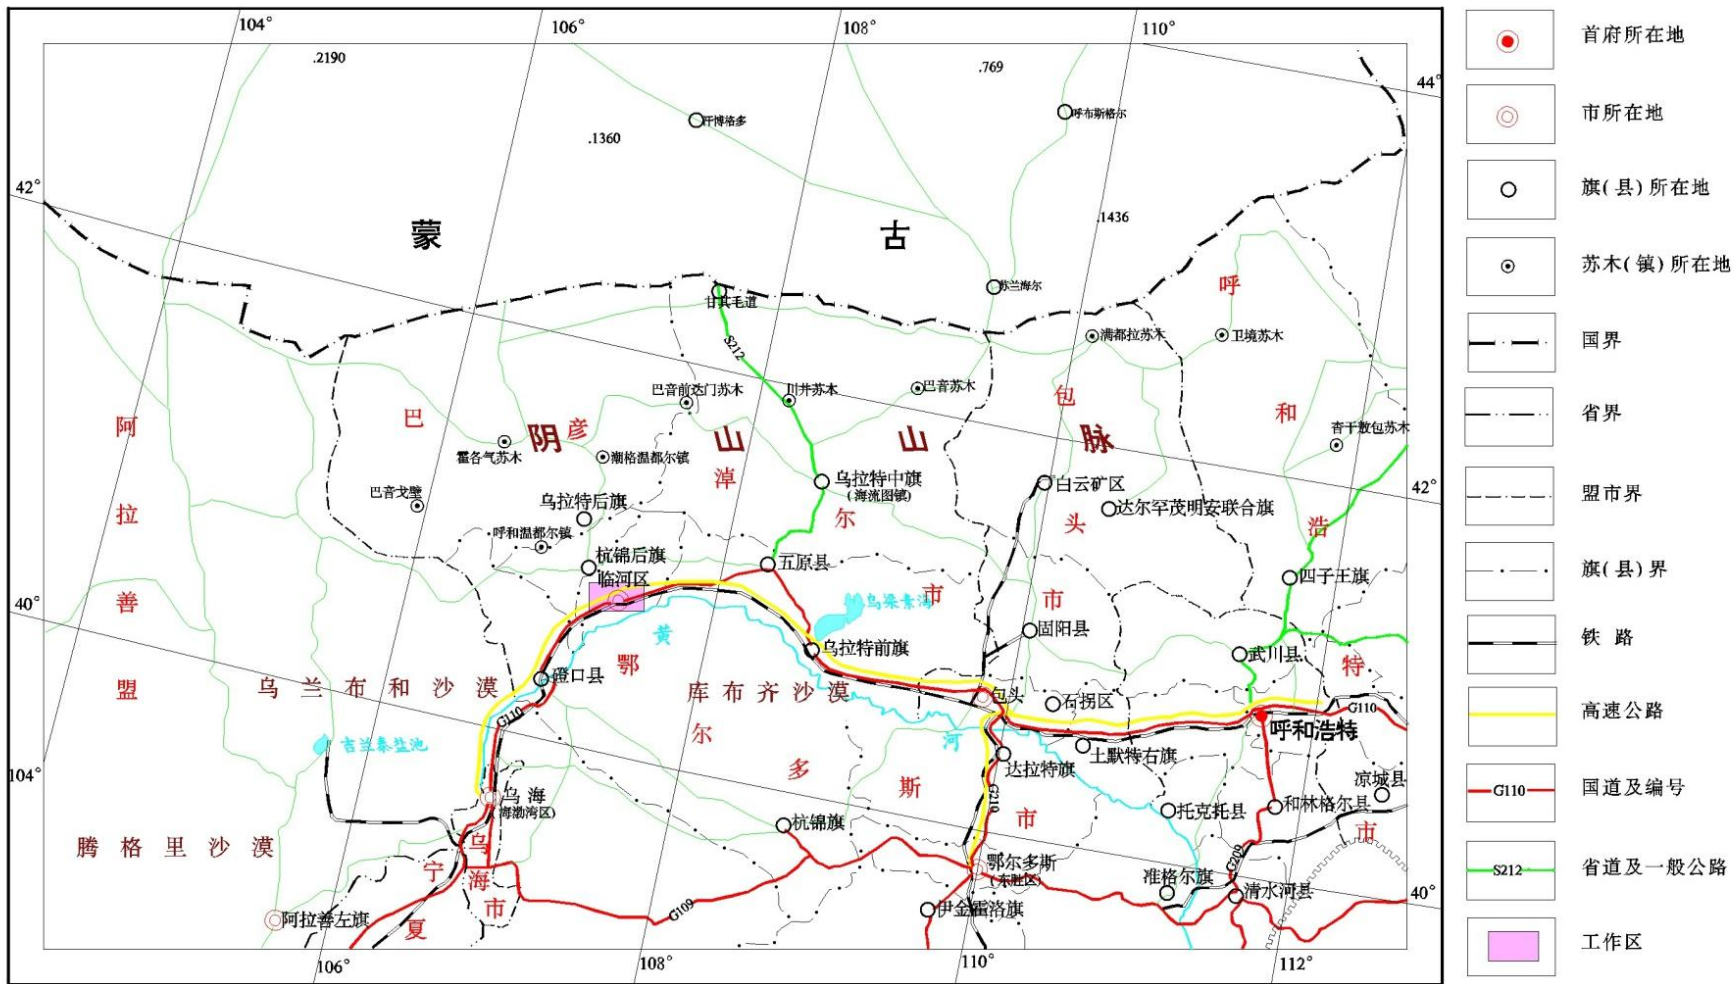 104°
106°
108°
110°
首府所在地
.2190
.769
44°
市所在地
汗博格多
呼布斯格尔
.1360
42°
旗(县)所在地
.1436
蒙
古
苏木(镇)所在地
呼
苏兰海尔
甘其毛道
国界
满都拉苏木
卫境苏木
S212
巴音前达门苏木
川井苏木
巴音苏木
包
省界
阿
巴
和
彦
阴
山
山
脉
杳干敖包苏木
霍各气苏木
潮格温都尔镇
淖
乌拉特中旗
(海流图镇)
白云矿区
42°
盟市界
巴音戈壁
乌拉特后旗
达尔罕茂明安联合旗
拉
尔
头
浩
呼和温都尔镇
杭锦后旗
五原县
旗(县)界
临河区
四子王旗
善
市
市
40°
乌梁素海
黄
固阳县
铁路
鄂
乌拉特前旗
武川县
特
磴口县
盟
乌兰布和沙漠
库布齐沙漠
包头
石拐区
G110
G110
高速公路
呼和浩特
吉兰泰盐池
尔
河
土默特右旗
104°
达拉特旗
多
凉城县
乌海
(海渤湾区)
斯
G210
国道及编号
G110
托克托县
和林格尔县
市
杭锦旗
市
腾格里沙漠
乌
宁
海
鄂尔多斯
(东胜区)
G209
省道及一般公路
S212
准格尔旗
清水河县
40°
市
阿拉善左旗
G109
伊金霍洛旗
夏
工作区
106°
108°
110°
112°